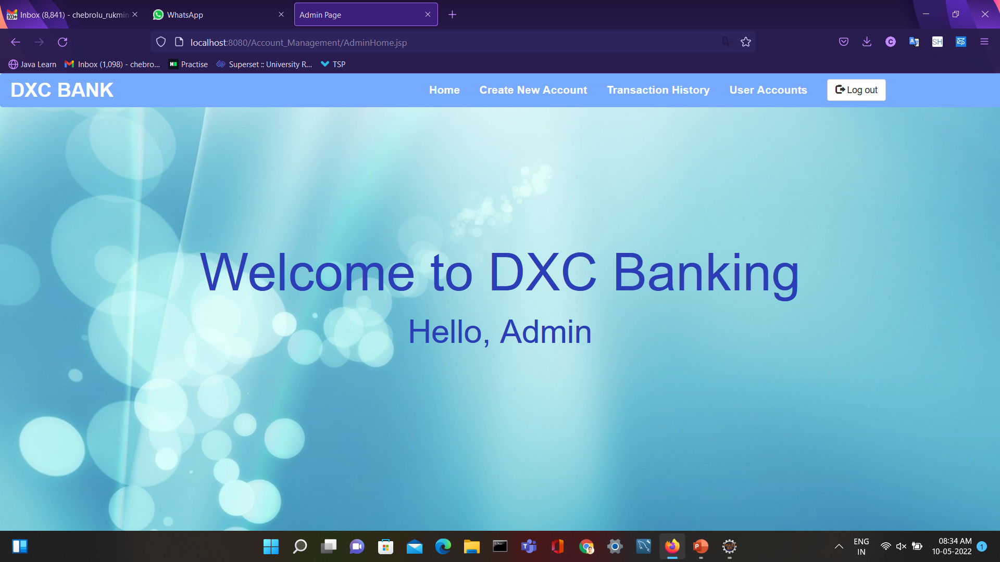 Inbox (8,841) - chebrolu_rukmini
WhatsApp
Admin Page
localhost:8080/Account_Management/AdminHome.jsp
Java Learn
Inbox (1,098) - chebro...
Practise
Superset :: University R...
TSP
DXC BANK
Home
Create New Account
Transaction History
User Accounts
Log out
Welcome to DXC Banking
Hello, Admin
ENG
IN
08:34 AM
10-05-2022
1